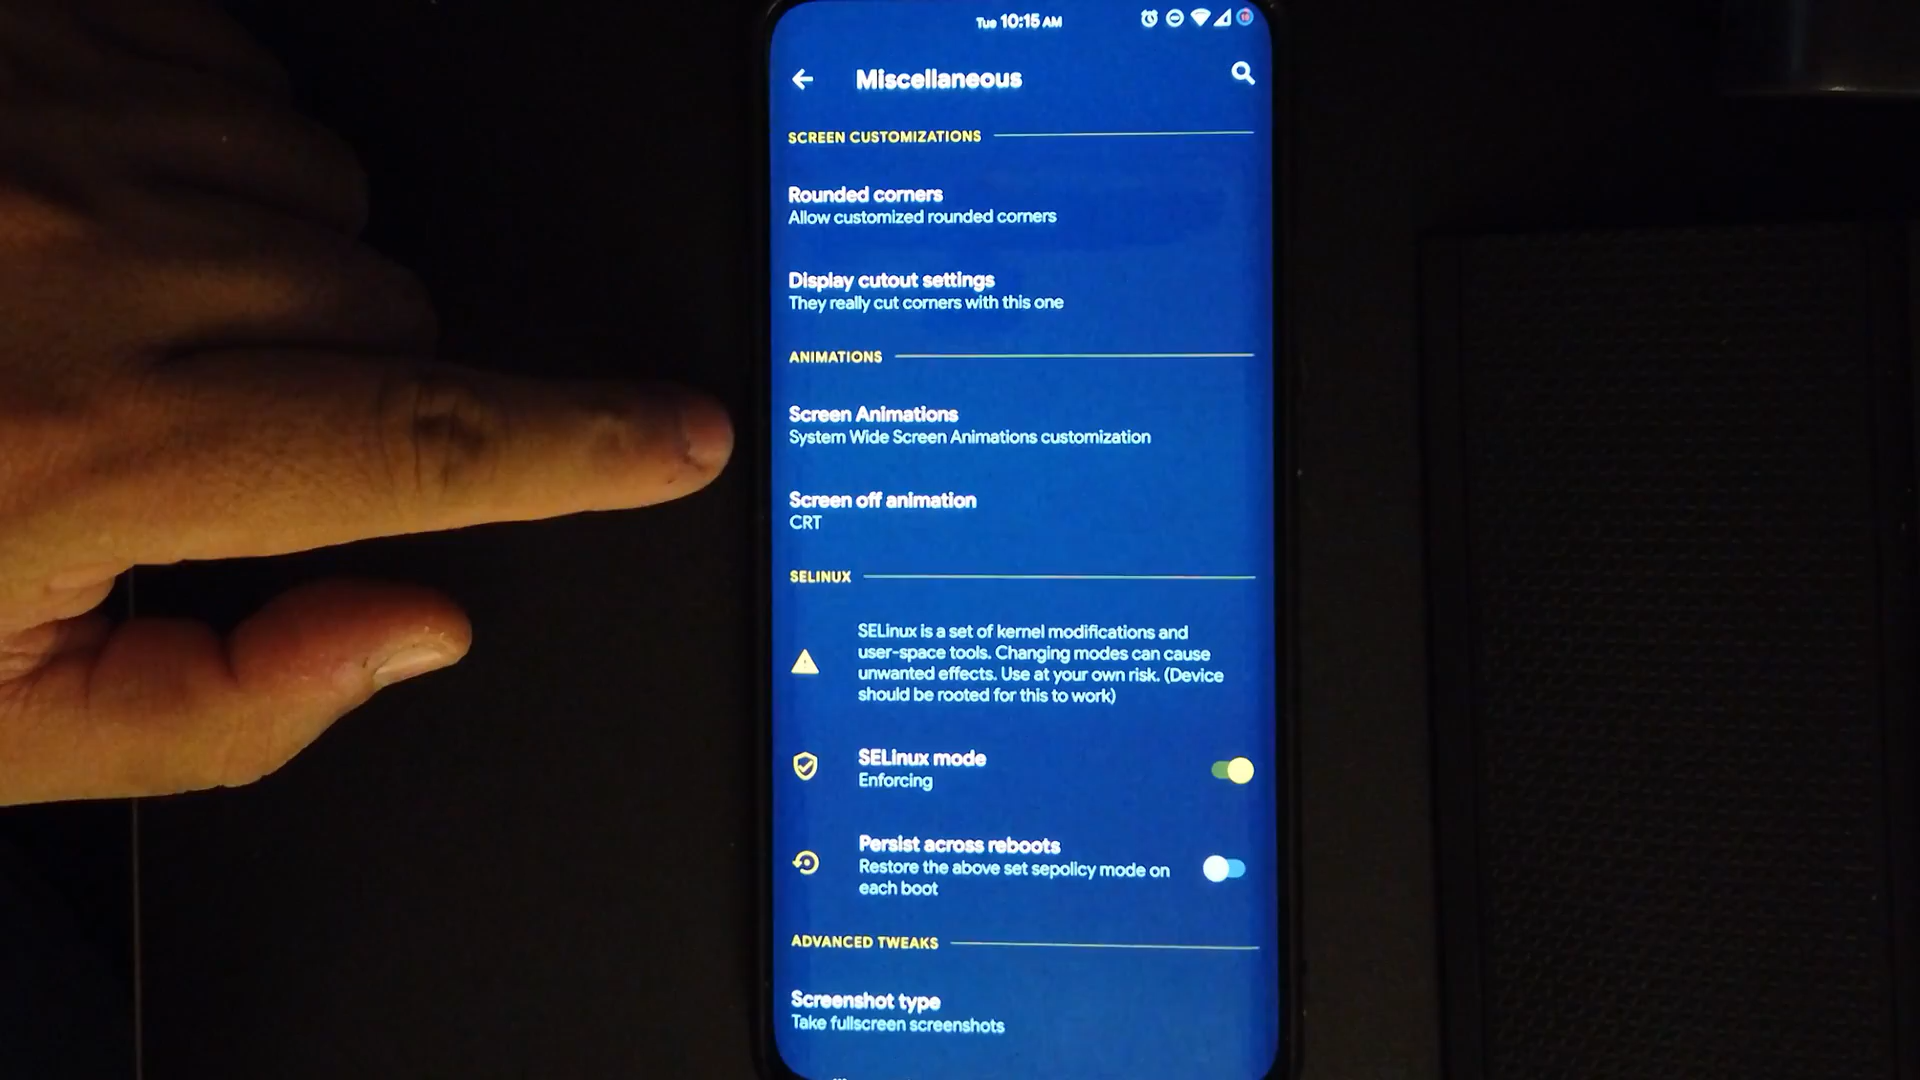 Tue 10:15 AM
Miscellaneous
SCREEN CUSTOMIZATIONS
Rounded corners
Allow customized rounded corners
Display cutout settings
They really cut corners with this one
ANIMATIONS
Screen Animations
System Wide Screen Animations customization
Screen off animation
CRT
SELINUX
SELinux is a set of kernel modifications and
user-space tools. Changing modes can cause
unwanted effects. Use at your own risk. (Device
should be rooted for this to work)
SELinux mode
Enforcing
Persist across reboots
Restore the above set sepolicy mode on
each boot
ADVANCED TWEAKS
Screenshot type
Take fullscreen screenshots